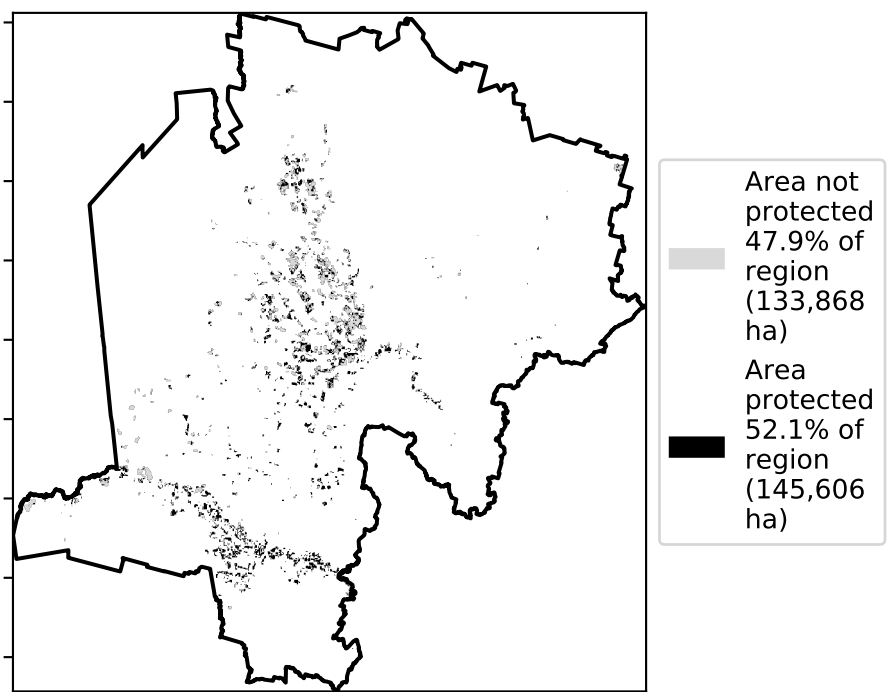 Area not
protected
47.9% of
region
(133,868
ha)
Area
protected
52.1% of
region
(145,606
ha)